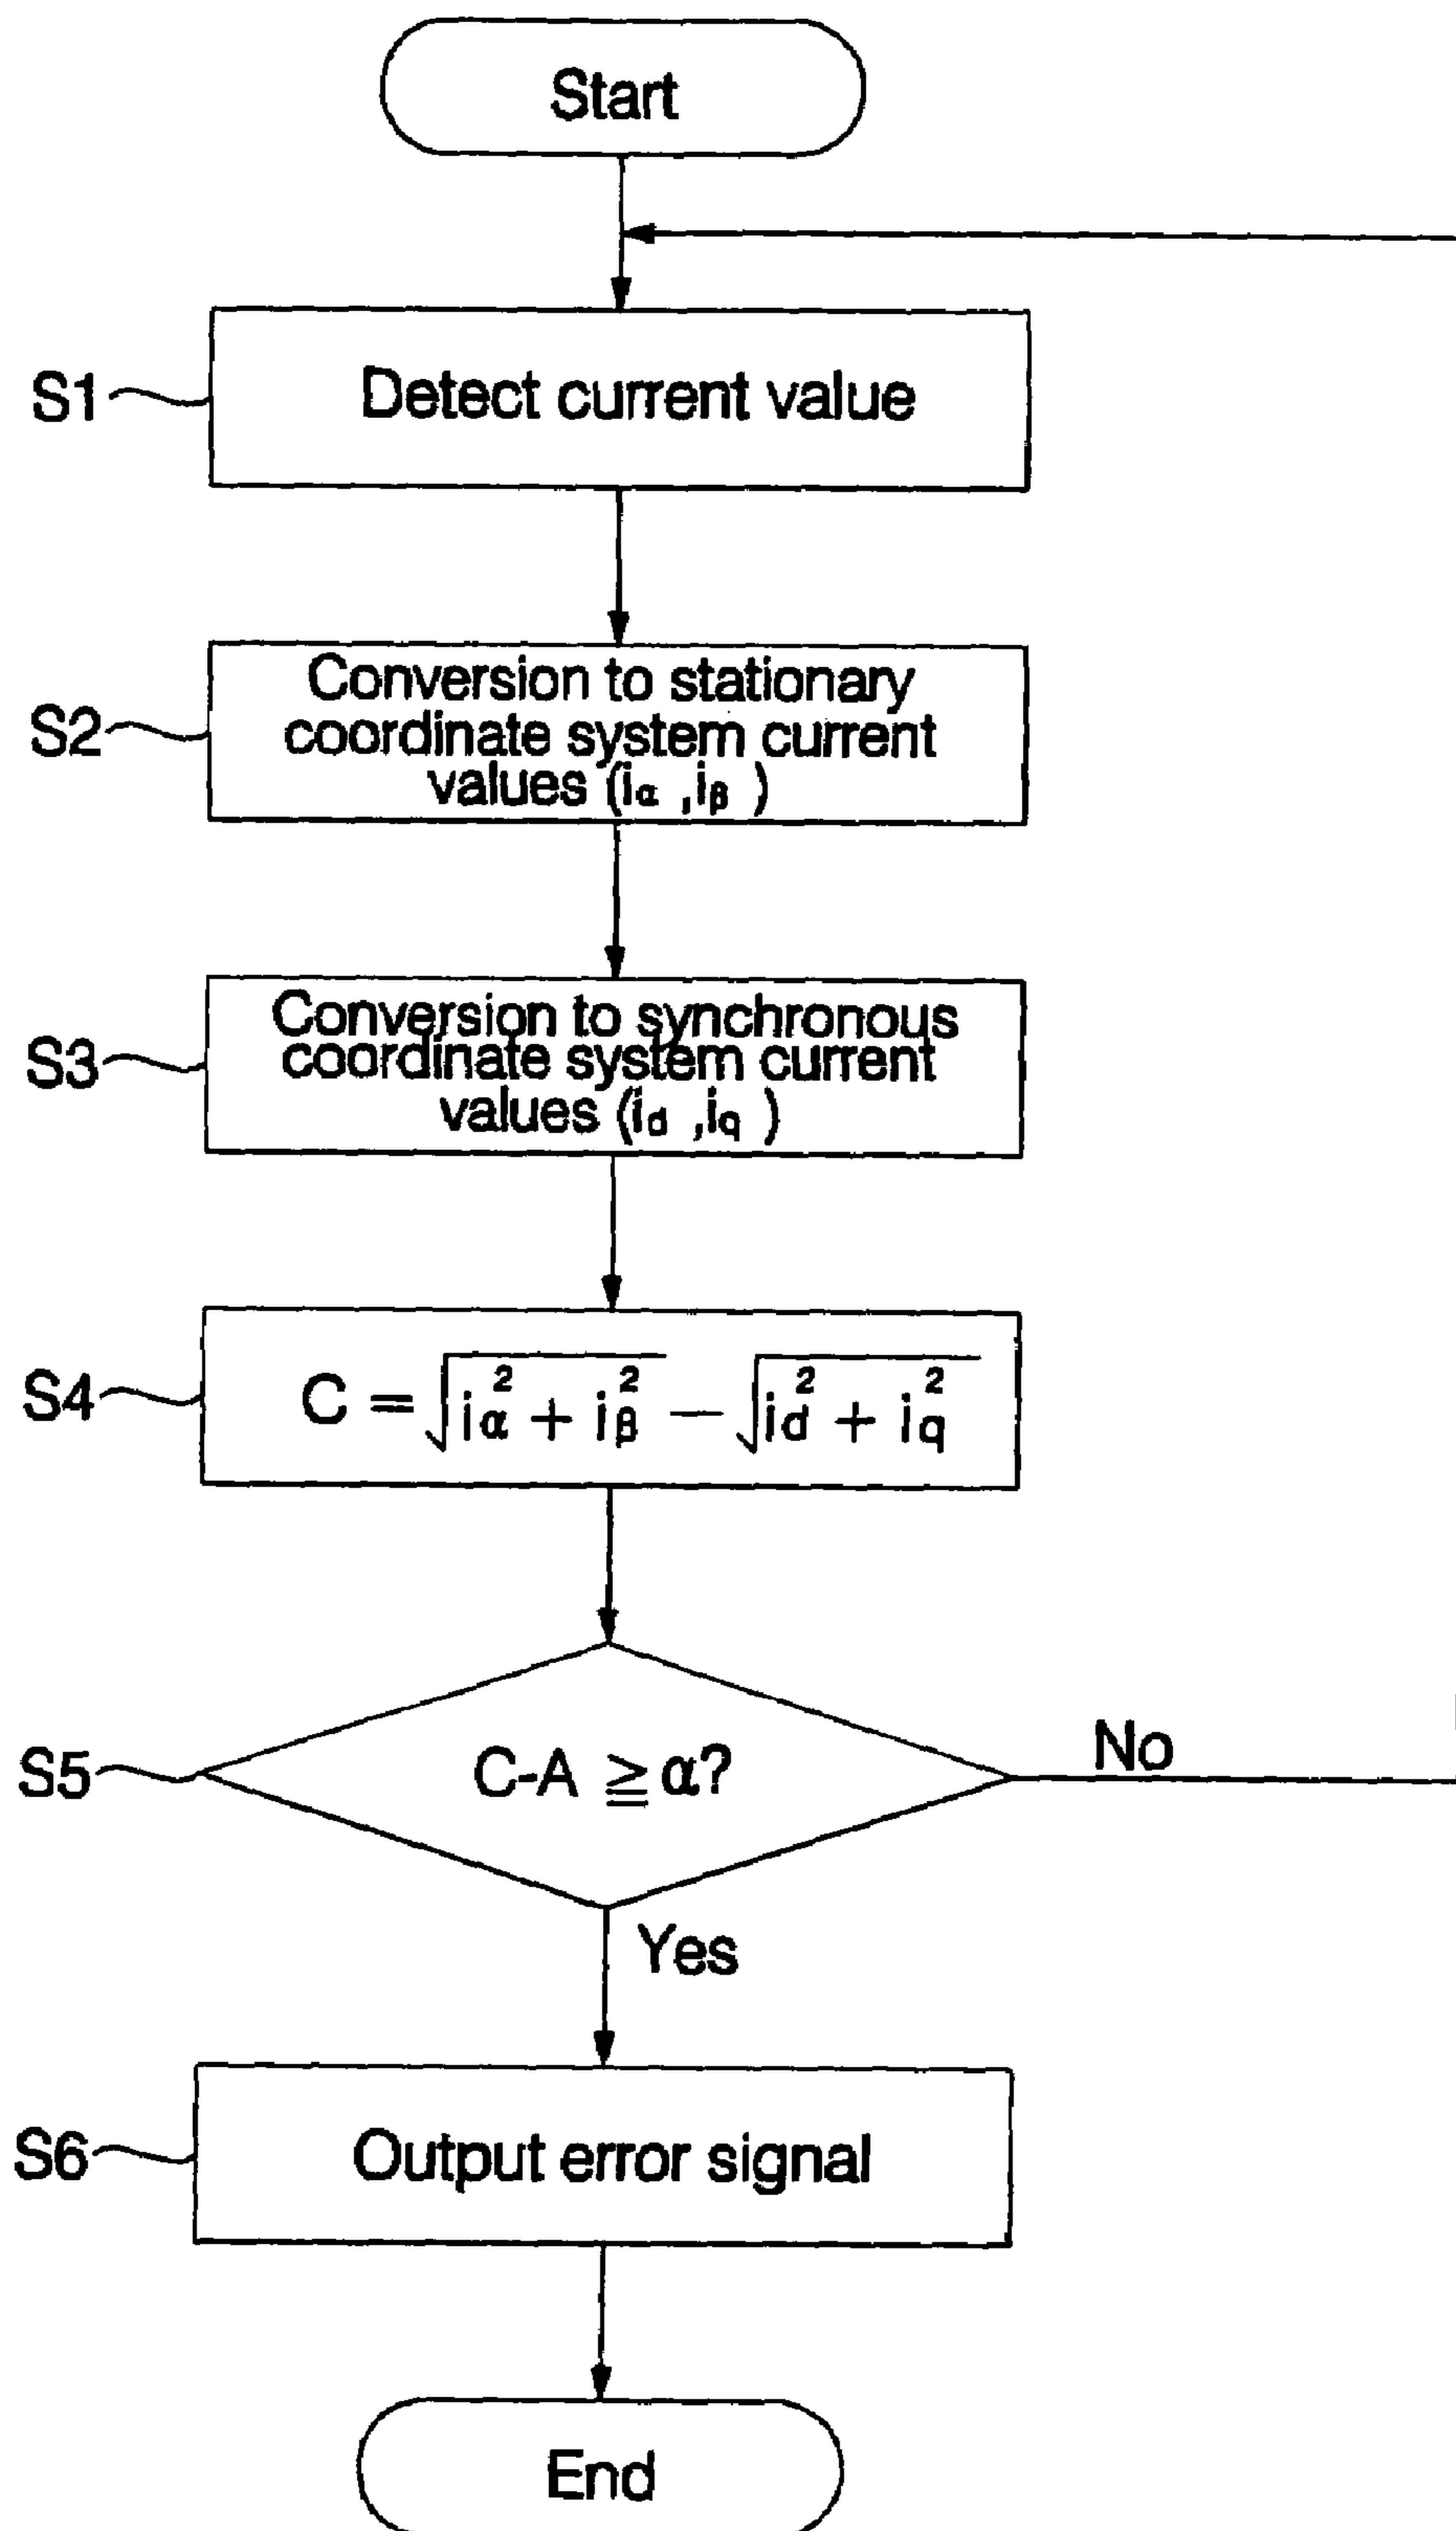 Start
S1
Detect current value
S2
Conversion to stationary
coordinate system current
values (iα ,iβ )
S3
Conversion to synchronous
coordinate system current
values (id ,iq )
S4
C = √(iα² + iβ²) − √(id² + iq²)
S5
C-A ≧ α?
No
Yes
S6
Output error signal
End